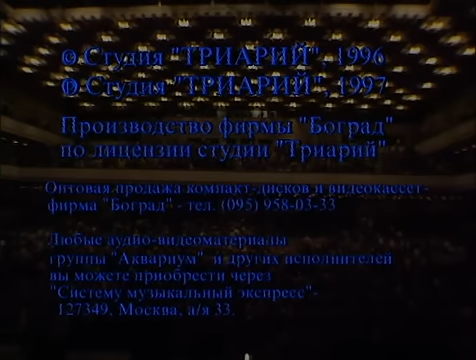 © Студия "ТРИАРИЙ", 1996
℗ Студия "ТРИАРИЙ", 1997
Производство фирмы "Боград"
по лицензии студии "Триарий"
Оптовая продажа компакт-дисков и видеокассет -
фирма "Боград" - тел. (095) 958-03-33
Любые аудио-видеоматериалы
группы "Аквариум" и других исполнителей
вы можете приобрести через
"Систему музыкальный экспресс"-
127349, Москва, а/я 33.